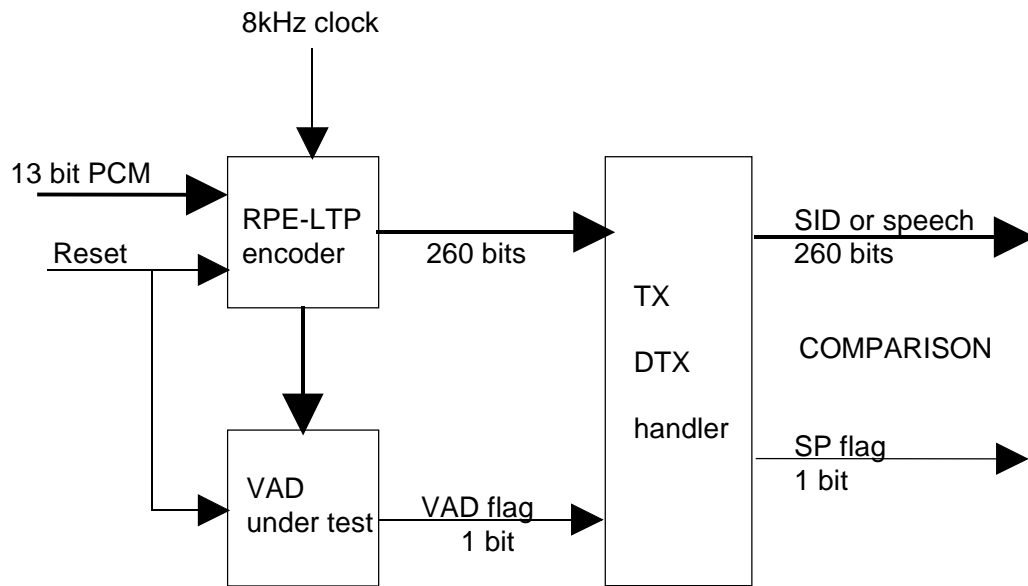 8kHz clock
13 bit PCM
RPE-LTP
encoder
Reset
260 bits
SID or speech
260 bits
TX
DTX
handler
COMPARISON
VAD
under test
VAD flag
1 bit
SP flag
1 bit